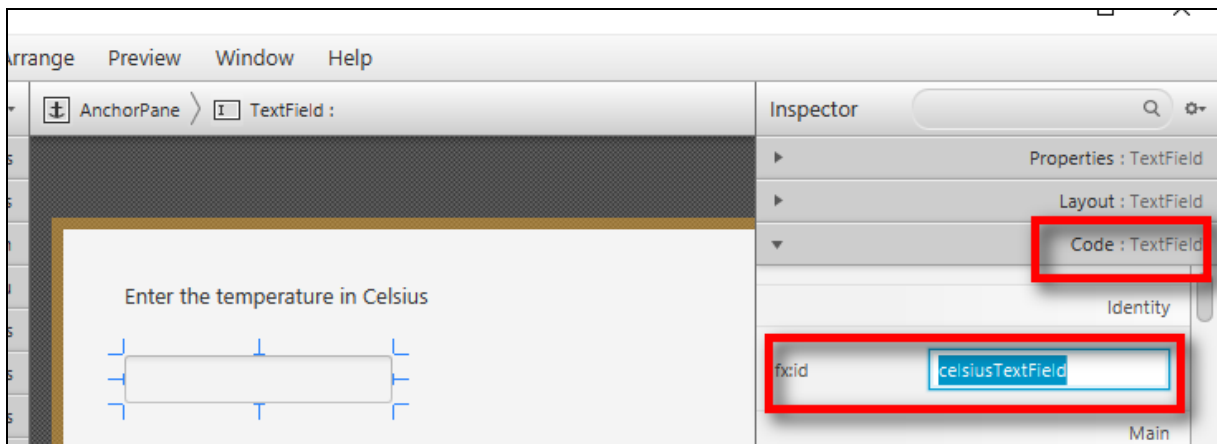 Arrange Preview Window Help
AnchorPane TextField :
Inspector
Properties : TextField
Layout : TextField
Code : TextField
Enter the temperature in Celsius
Identity
fx:id celsiusTextField
Main